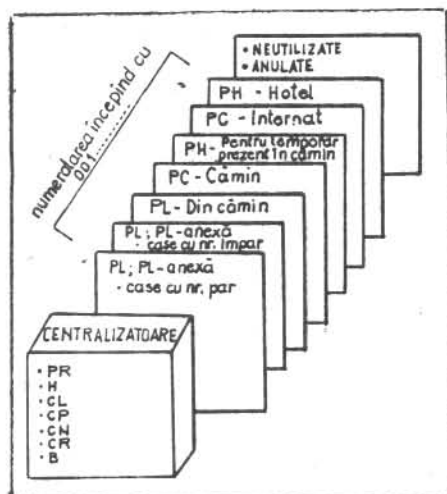 numerotarea începînd cu
001..........
• NEUTILIZATE
• ANULATE
PH - Hotel
PC - Internat
PH - Pentru temporar
prezent în cămin
PC - Cămin
PL - Din cămin
PL ; PL - anexă
- case cu nr. impar
PL ; PL - anexă
- case cu nr. par
CENTRALIZATOARE
• PR
• H
• CL
• CP
• CN
• CR
• B